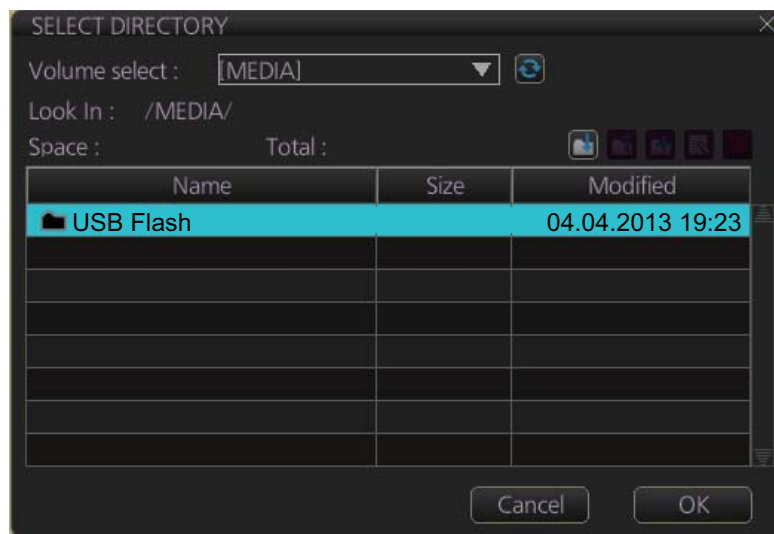 SELECT DIRECTORY
Volume select : [MEDIA]
Look In : /MEDIA/
Space : Total :
Name Size Modified
USB Flash 04.04.2013 19:23
Cancel OK